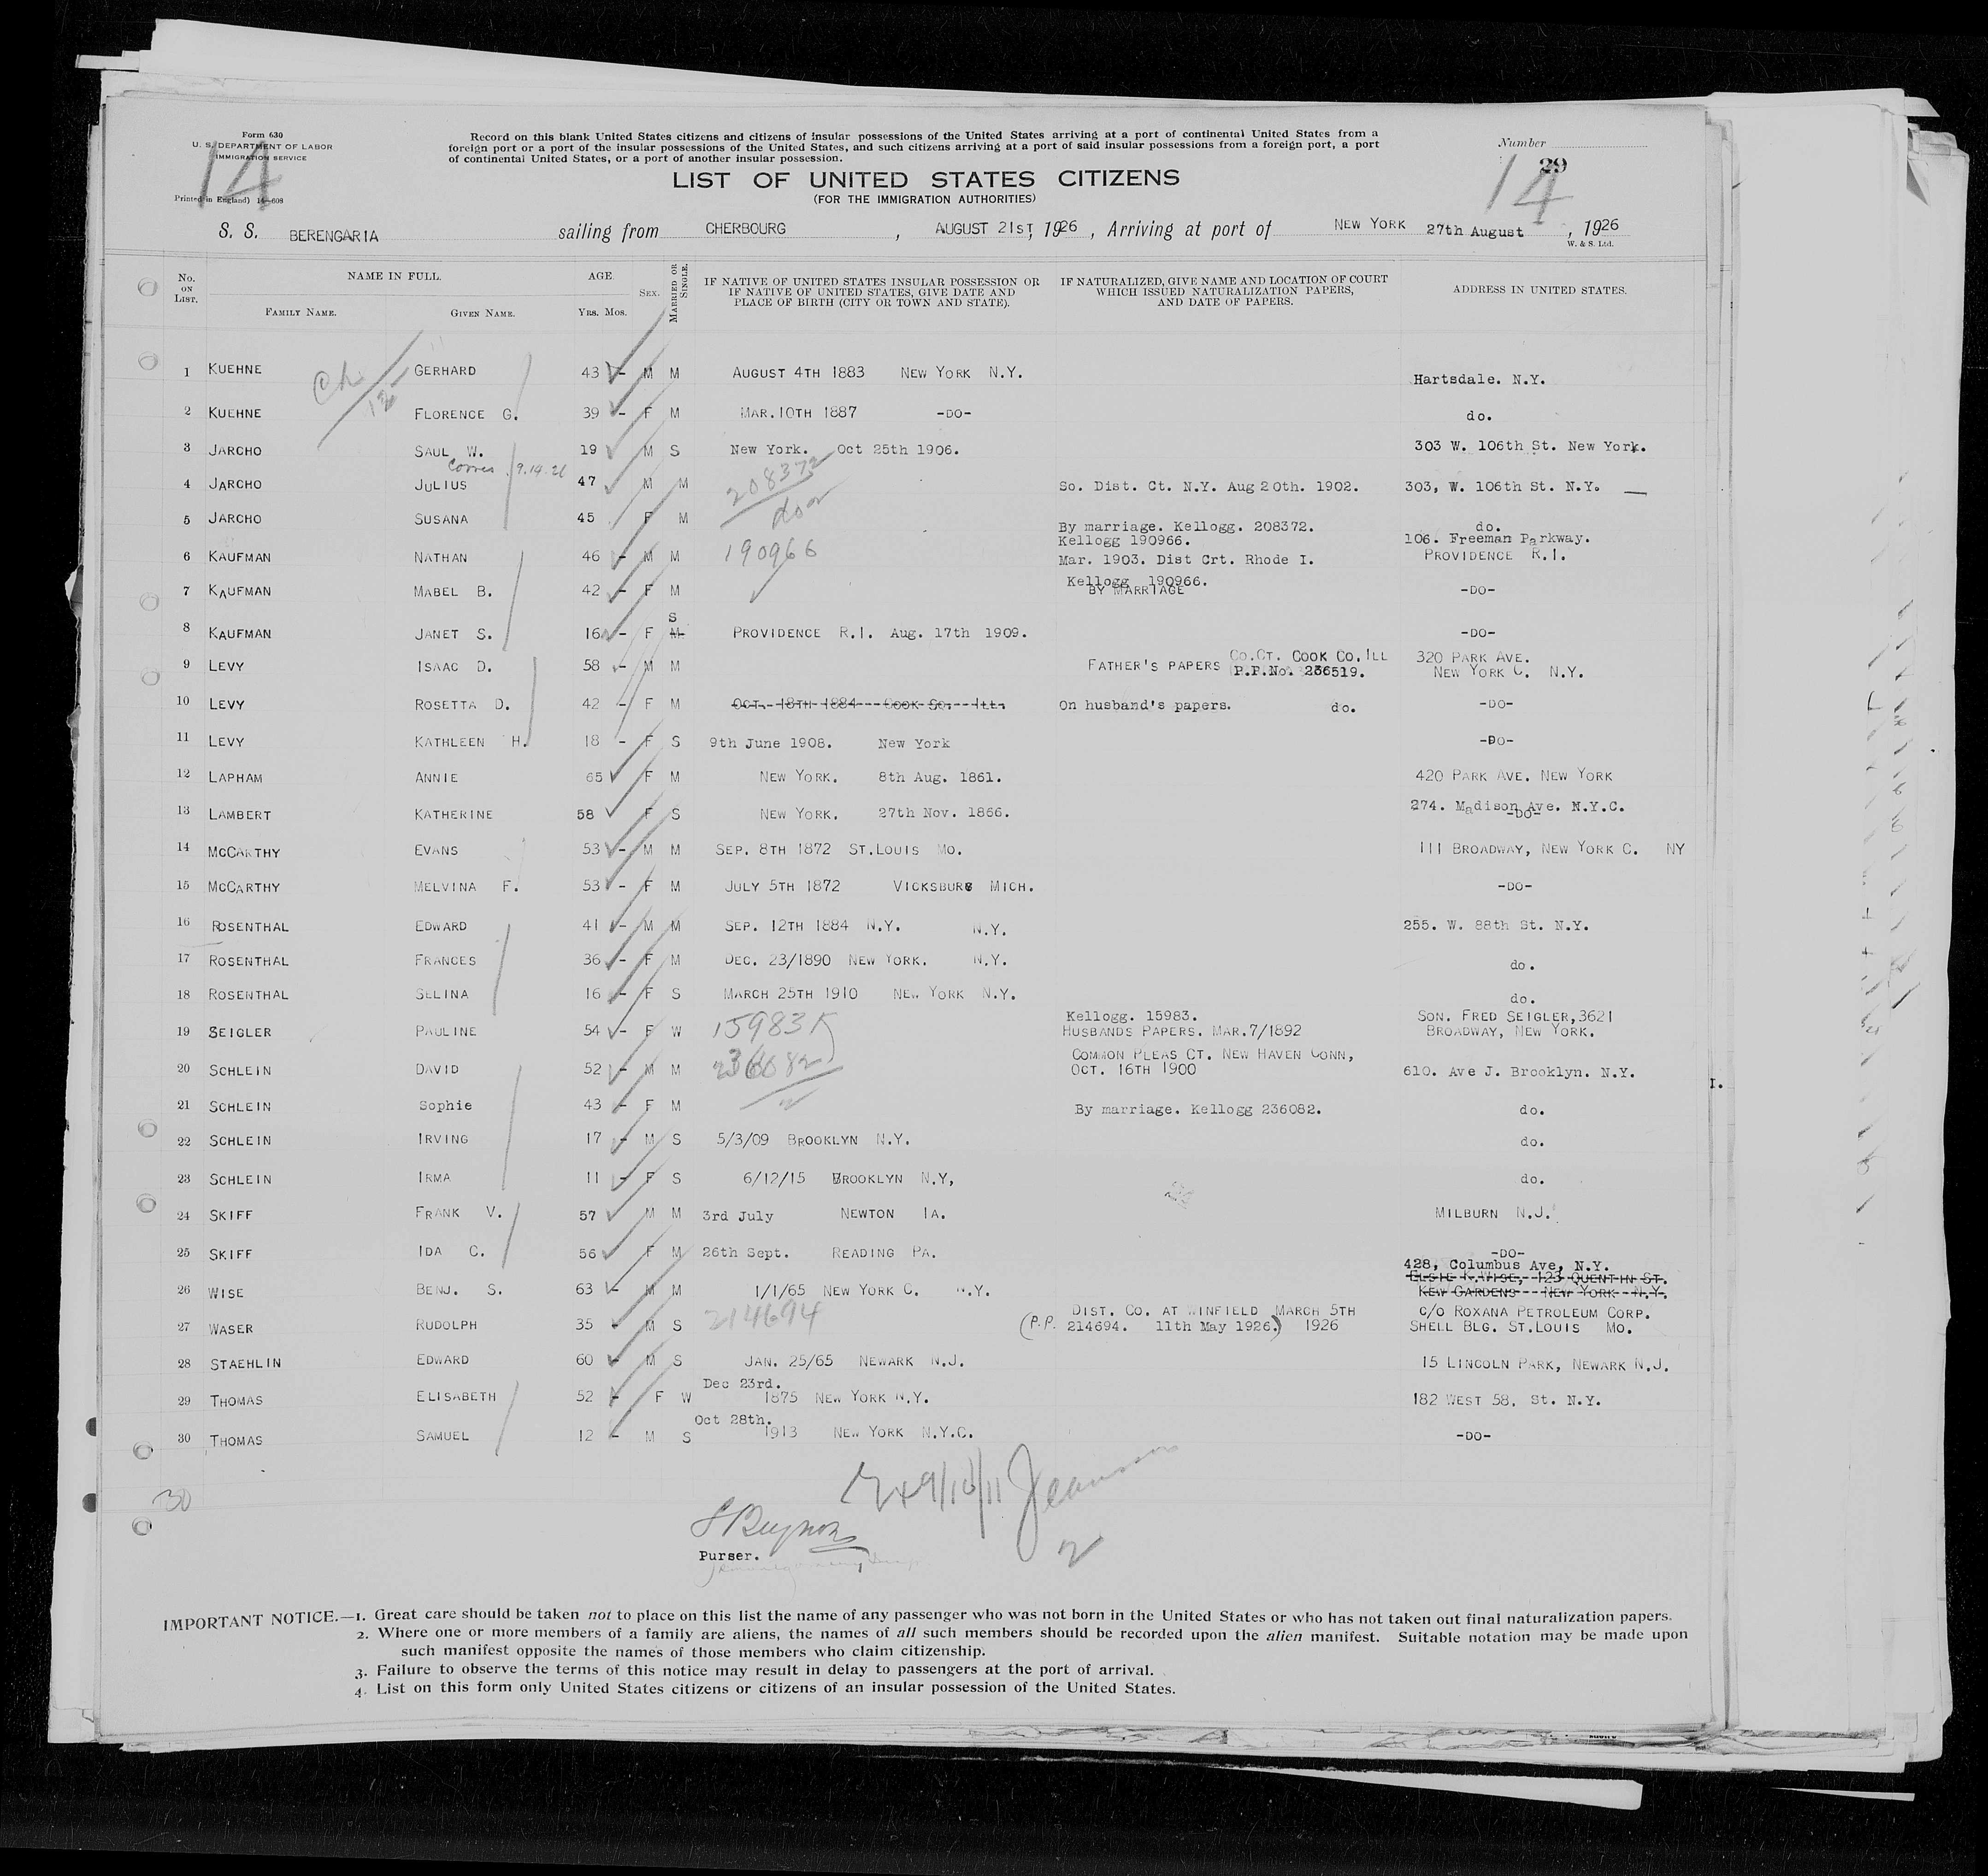 Form 630
U. S. DEPARTMENT OF LABOR
IMMIGRATION SERVICE
Printed in England) 14—608
14
Record on this blank United States citizens and citizens of insular possessions of the United States arriving at a port of continental United States from a
foreign port or a port of the insular possessions of the United States, and such citizens arriving at a port of said insular possessions from a foreign port, a port
of continental United States, or a port of another insular possession.
Number
29
14
LIST OF UNITED STATES CITIZENS
(FOR THE IMMIGRATION AUTHORITIES)
S. S. BERENGARIA sailing from CHERBOURG, AUGUST 21ST, 1926, Arriving at port of NEW YORK 27th August, 1926
W. & S. Ltd.
No. ON LIST. NAME IN FULL. AGE. SEX. MARRIED OR SINGLE. IF NATIVE OF UNITED STATES INSULAR POSSESSION OR IF NATIVE OF UNITED STATES, GIVE DATE AND PLACE OF BIRTH (CITY OR TOWN AND STATE). IF NATURALIZED, GIVE NAME AND LOCATION OF COURT WHICH ISSUED NATURALIZATION PAPERS, AND DATE OF PAPERS. ADDRESS IN UNITED STATES.
FAMILY NAME. GIVEN NAME. YRS. MOS.
1 KUEHNE GERHARD 43 - M M AUGUST 4TH 1883 NEW YORK N.Y. Hartsdale. N.Y.
2 KUEHNE FLORENCE G. 39 - F M MAR.10TH 1887 -DO- do.
3 JARCHO SAUL W. 19 M S New York. Oct 25th 1906. 303 W. 106th St. New York.
9.14.26
4 JARCHO JULIUS 47 M M 208372 So. Dist. Ct. N.Y. Aug 20th. 1902. 303, W. 106th St. N.Y.
5 JARCHO SUSANA 45 F M By marriage. Kellogg. 208372. do.
6 KAUFMAN NATHAN 46 - M M 190966 Kellogg 190966. Mar. 1903. Dist Crt. Rhode I. 106. Freeman Parkway. PROVIDENCE R.I.
7 KAUFMAN MABEL B. 42 - F M Kellogg 190966. BY MARRIAGE -DO-
8 KAUFMAN JANET S. 16 - F M S PROVIDENCE R.I. Aug. 17th 1909. -DO-
9 LEVY ISAAC D. 58 - M M FATHER'S PAPERS CO.CT. COOK CO.ILL P.P.No. 236519. 320 PARK AVE. NEW YORK C. N.Y.
10 LEVY ROSETTA D. 42 - F M OCT. 18TH 1884 COOK CO. ILL. On husband's papers. do. -DO-
11 LEVY KATHLEEN H. 18 - F S 9th June 1908. New York -DO-
12 LAPHAM ANNIE 65 F M NEW YORK. 8th Aug. 1861. 420 PARK AVE. NEW YORK
13 LAMBERT KATHERINE 58 F S NEW YORK. 27th Nov. 1866. 274. Madison Ave. N.Y.C. -DO-
14 MCCARTHY EVANS 53 - M M SEP. 8TH 1872 ST.LOUIS MO. 111 BROADWAY, NEW YORK C. NY
15 MCCARTHY MELVINA F. 53 - F M JULY 5TH 1872 VICKSBURG MICH. -DO-
16 ROSENTHAL EDWARD 41 - M M SEP. 12TH 1884 N.Y. N.Y. 255. W. 88th St. N.Y.
17 ROSENTHAL FRANCES 36 - F M DEC. 23/1890 NEW YORK. N.Y. do.
18 ROSENTHAL SELINA 16 - F S MARCH 25TH 1910 NEW YORK N.Y. do.
19 SEIGLER PAULINE 54 - F W 15983 K Kellogg. 15983. HUSBANDS PAPERS. MAR.7/1892 SON. FRED SEIGLER,3621 BROADWAY, NEW YORK.
20 SCHLEIN DAVID 52 - M M 236082 COMMON PLEAS CT. NEW HAVEN CONN, OCT. 16TH 1900 610. Ave J. Brooklyn. N.Y.
21 SCHLEIN Sophie 43 - F M By marriage. Kellogg 236082. do.
22 SCHLEIN IRVING 17 - M S 5/3/09 BROOKLYN N.Y. do.
23 SCHLEIN IRMA 11 - F S 6/12/15 BROOKLYN N.Y, do.
24 SKIFF FRANK V. 57 M M 3rd July NEWTON IA. MILBURN N.J.
25 SKIFF IDA C. 56 F M 26th Sept. READING PA. -DO-
26 WISE BENJ. S. 63 - M M 1/1/65 NEW YORK C. N.Y. 428, Columbus Ave, N.Y. ELSIE K.WISE, 123 QUENTIN ST. KEW GARDENS NEW YORK N.Y.
27 WASER RUDOLPH 35 - M S 214694 DIST. CO. AT WINFIELD MARCH 5TH 1926 (P.P. 214694. 11th May 1926.) C/O ROXANA PETROLEUM CORP. SHELL BLG. ST.LOUIS MO.
28 STAEHLIN EDWARD 60 - M S JAN. 25/65 NEWARK N.J. 15 LINCOLN PARK, NEWARK N.J.
29 THOMAS ELISABETH 52 - F W Dec 23rd. 1875 NEW YORK N.Y. 182 WEST 58, St. N.Y.
30 THOMAS SAMUEL 12 - M S Oct 28th. 1913 NEW YORK N.Y.C. -DO-
30
Purser.
IMPORTANT NOTICE.—1. Great care should be taken not to place on this list the name of any passenger who was not born in the United States or who has not taken out final naturalization papers.
2. Where one or more members of a family are aliens, the names of all such members should be recorded upon the alien manifest. Suitable notation may be made upon
such manifest opposite the names of those members who claim citizenship.
3. Failure to observe the terms of this notice may result in delay to passengers at the port of arrival.
4. List on this form only United States citizens or citizens of an insular possession of the United States.